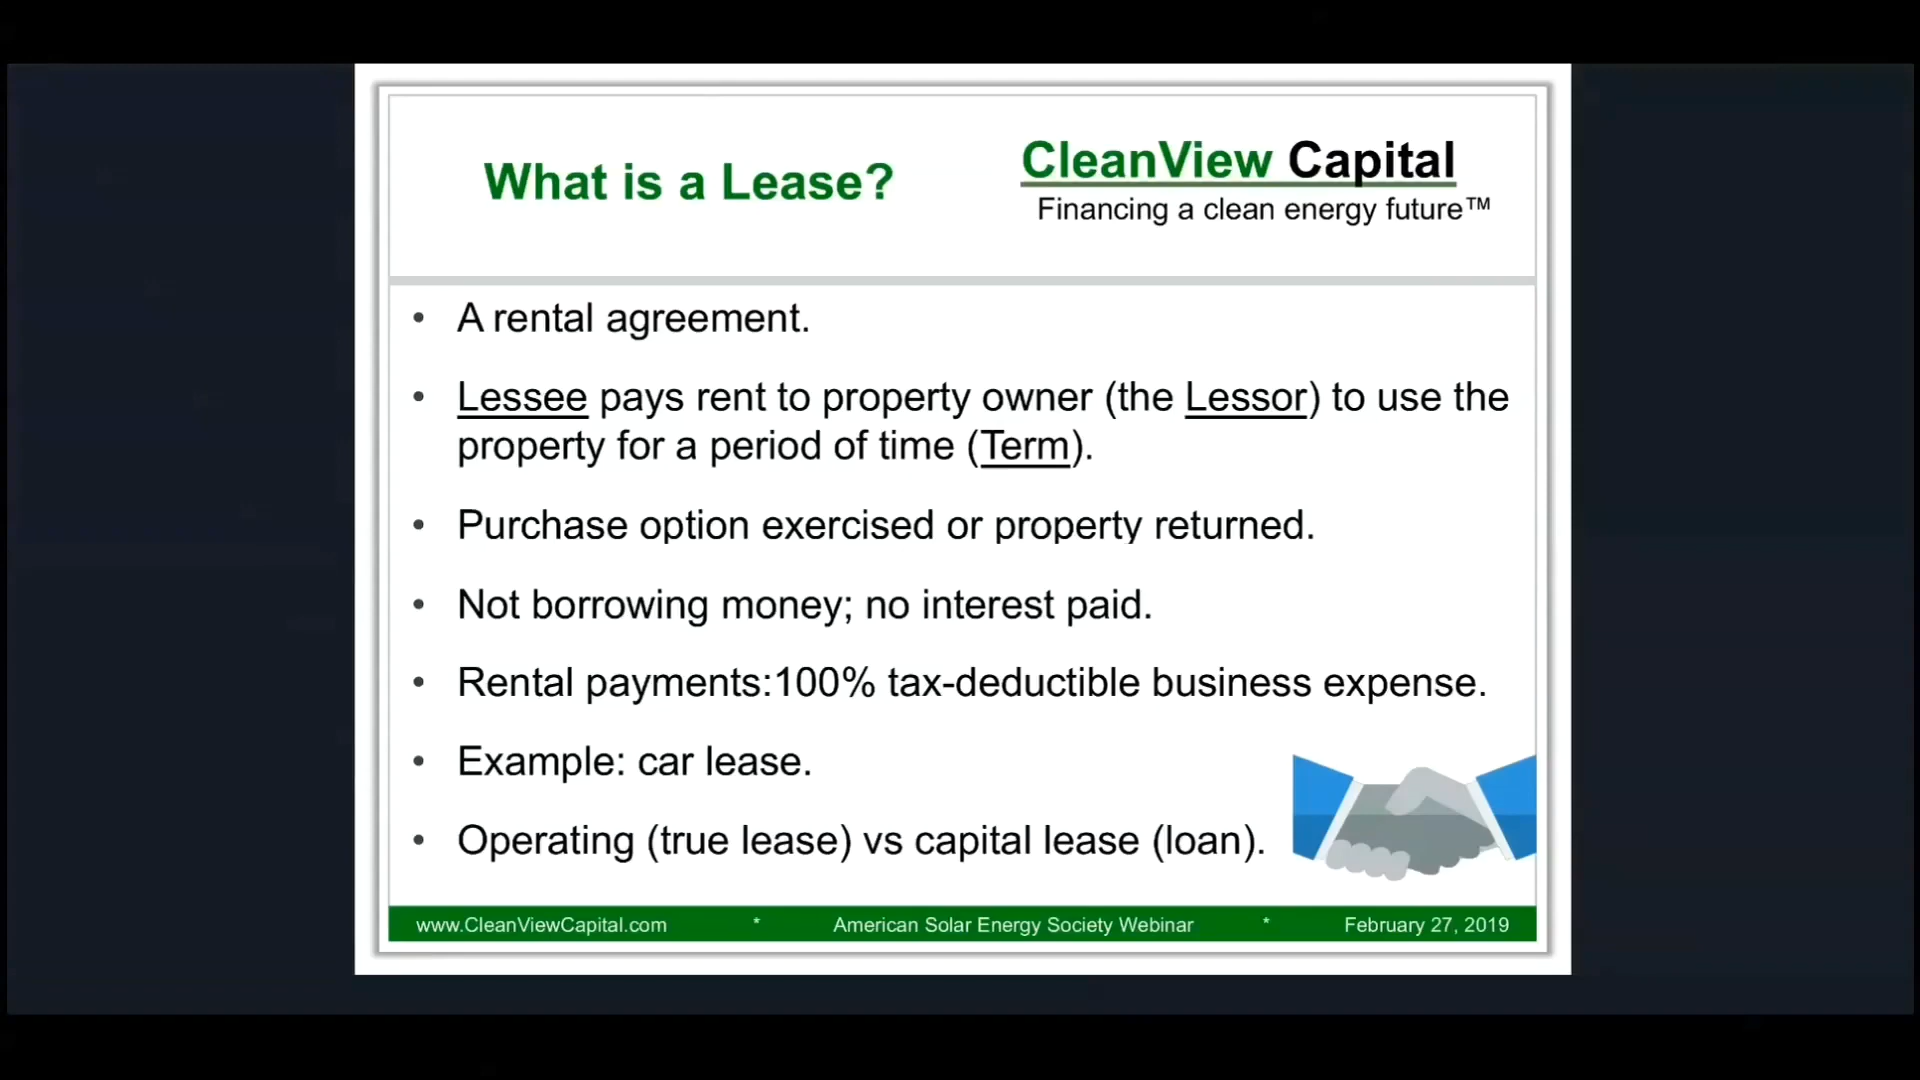 What is a Lease?
CleanView Capital
Financing a clean energy future™
• A rental agreement.
• Lessee pays rent to property owner (the Lessor) to use the
property for a period of time (Term).
• Purchase option exercised or property returned.
• Not borrowing money; no interest paid.
• Rental payments:100% tax-deductible business expense.
• Example: car lease.
• Operating (true lease) vs capital lease (loan).
www.CleanViewCapital.com * American Solar Energy Society Webinar * February 27, 2019